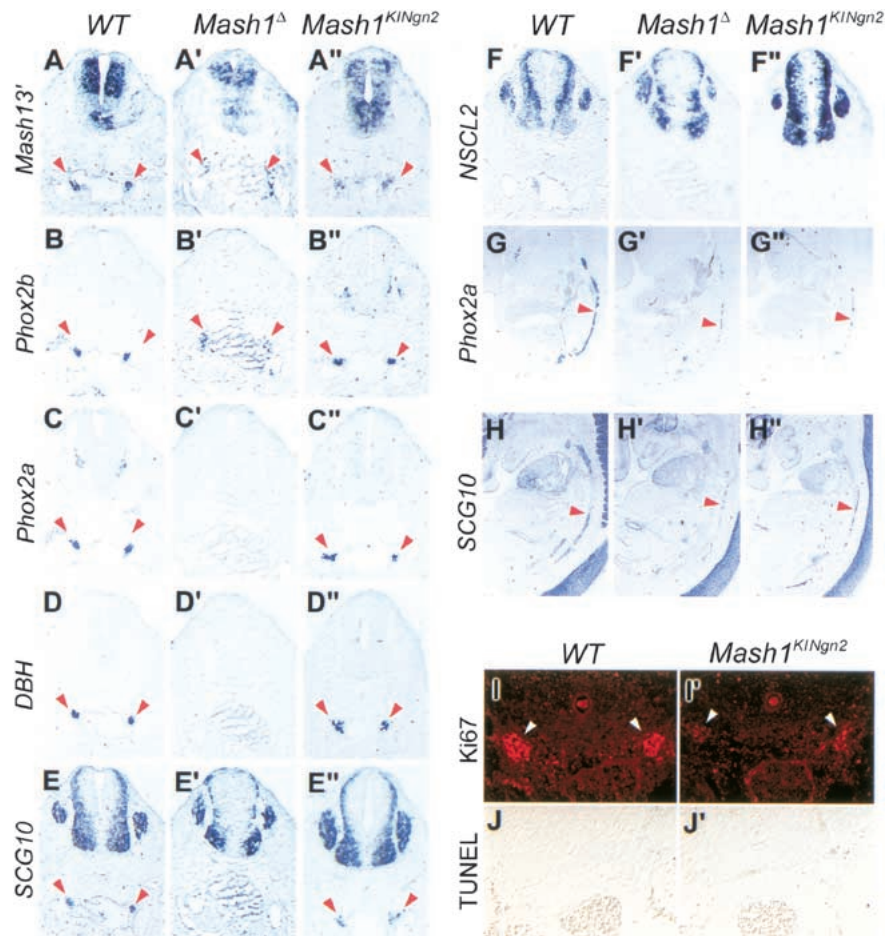 WT Mash1Δ Mash1KINgn2
Mash13' A A' A"
Phox2b B B' B"
Phox2a C C' C"
DBH D D' D"
SCG10 E E' E"
WT Mash1Δ Mash1KINgn2
NSCL2 F F' F"
Phox2a G G' G"
SCG10 H H' H"
WT Mash1KINgn2
Ki67 I I'
TUNEL J J'